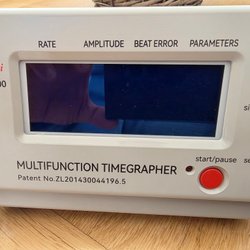 RATE AMPLITUDE BEAT ERROR PARAMETERS
MULTIFUNCTION TIMEGRAPHER
start/pause
Patent No.ZL201430044196.5